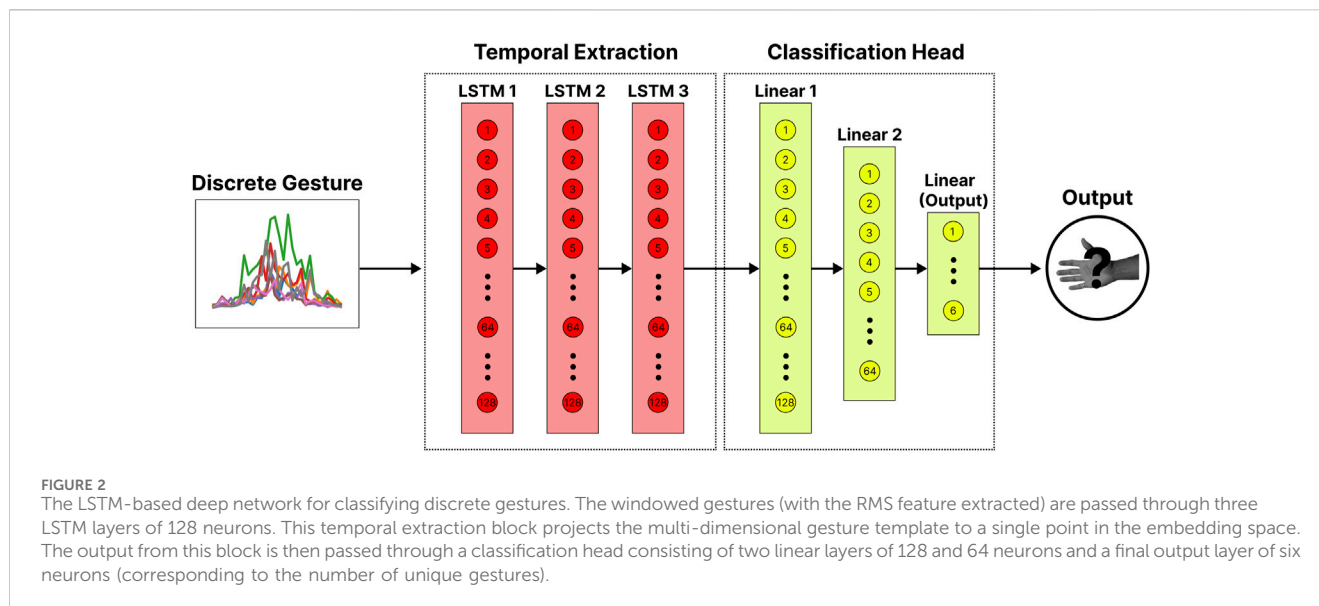 Temporal Extraction
Classification Head
LSTM 1
LSTM 2
LSTM 3
Linear 1
Linear 2
Linear
(Output)
Discrete Gesture
Output
1
2
3
4
5
64
128
1
2
3
4
5
64
128
1
2
3
4
5
64
128
1
2
3
4
5
64
128
1
2
3
4
5
64
1
6
?
FIGURE 2
The LSTM-based deep network for classifying discrete gestures. The windowed gestures (with the RMS feature extracted) are passed through three
LSTM layers of 128 neurons. This temporal extraction block projects the multi-dimensional gesture template to a single point in the embedding space.
The output from this block is then passed through a classification head consisting of two linear layers of 128 and 64 neurons and a final output layer of six
neurons (corresponding to the number of unique gestures).